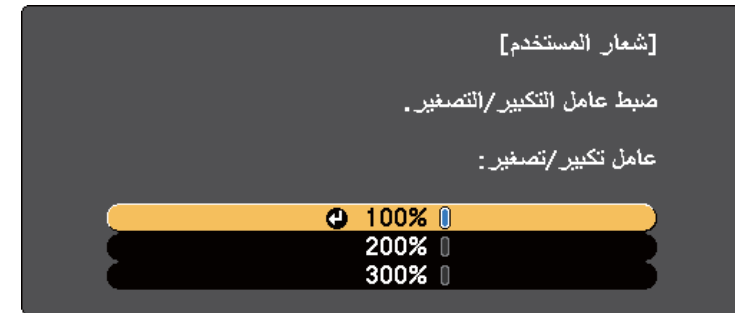 [شعار المستخدم]
ضبط عامل التكبير/التصغير.
عامل تكبير/تصغير:
100%
200%
300%